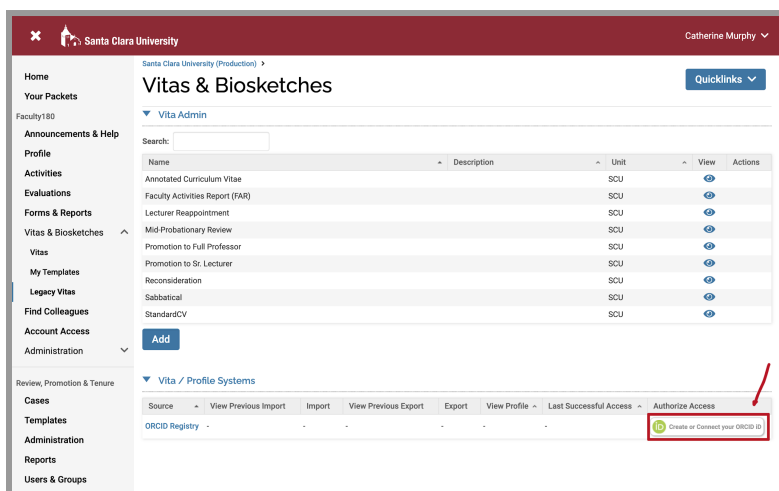 Santa Clara University
Catherine Murphy
Home
Your Packets
Faculty180
Announcements & Help
Profile
Activities
Evaluations
Forms & Reports
Vitas & Biosketches
Vitas
My Templates
Legacy Vitas
Find Colleagues
Account Access
Administration
Review, Promotion & Tenure
Cases
Templates
Administration
Reports
Users & Groups
Santa Clara University (Production) >
Vitas & Biosketches
Quicklinks
Vita Admin
Search:
Name Description Unit View Actions
Annotated Curriculum Vitae SCU
Faculty Activities Report (FAR) SCU
Lecturer Reappointment SCU
Mid-Probationary Review SCU
Promotion to Full Professor SCU
Promotion to Sr. Lecturer SCU
Reconsideration SCU
Sabbatical SCU
StandardCV SCU
Add
Vita / Profile Systems
Source View Previous Import Import View Previous Export Export View Profile Last Successful Access Authorize Access
ORCID Registry - - - - - - iD Create or Connect your ORCID iD